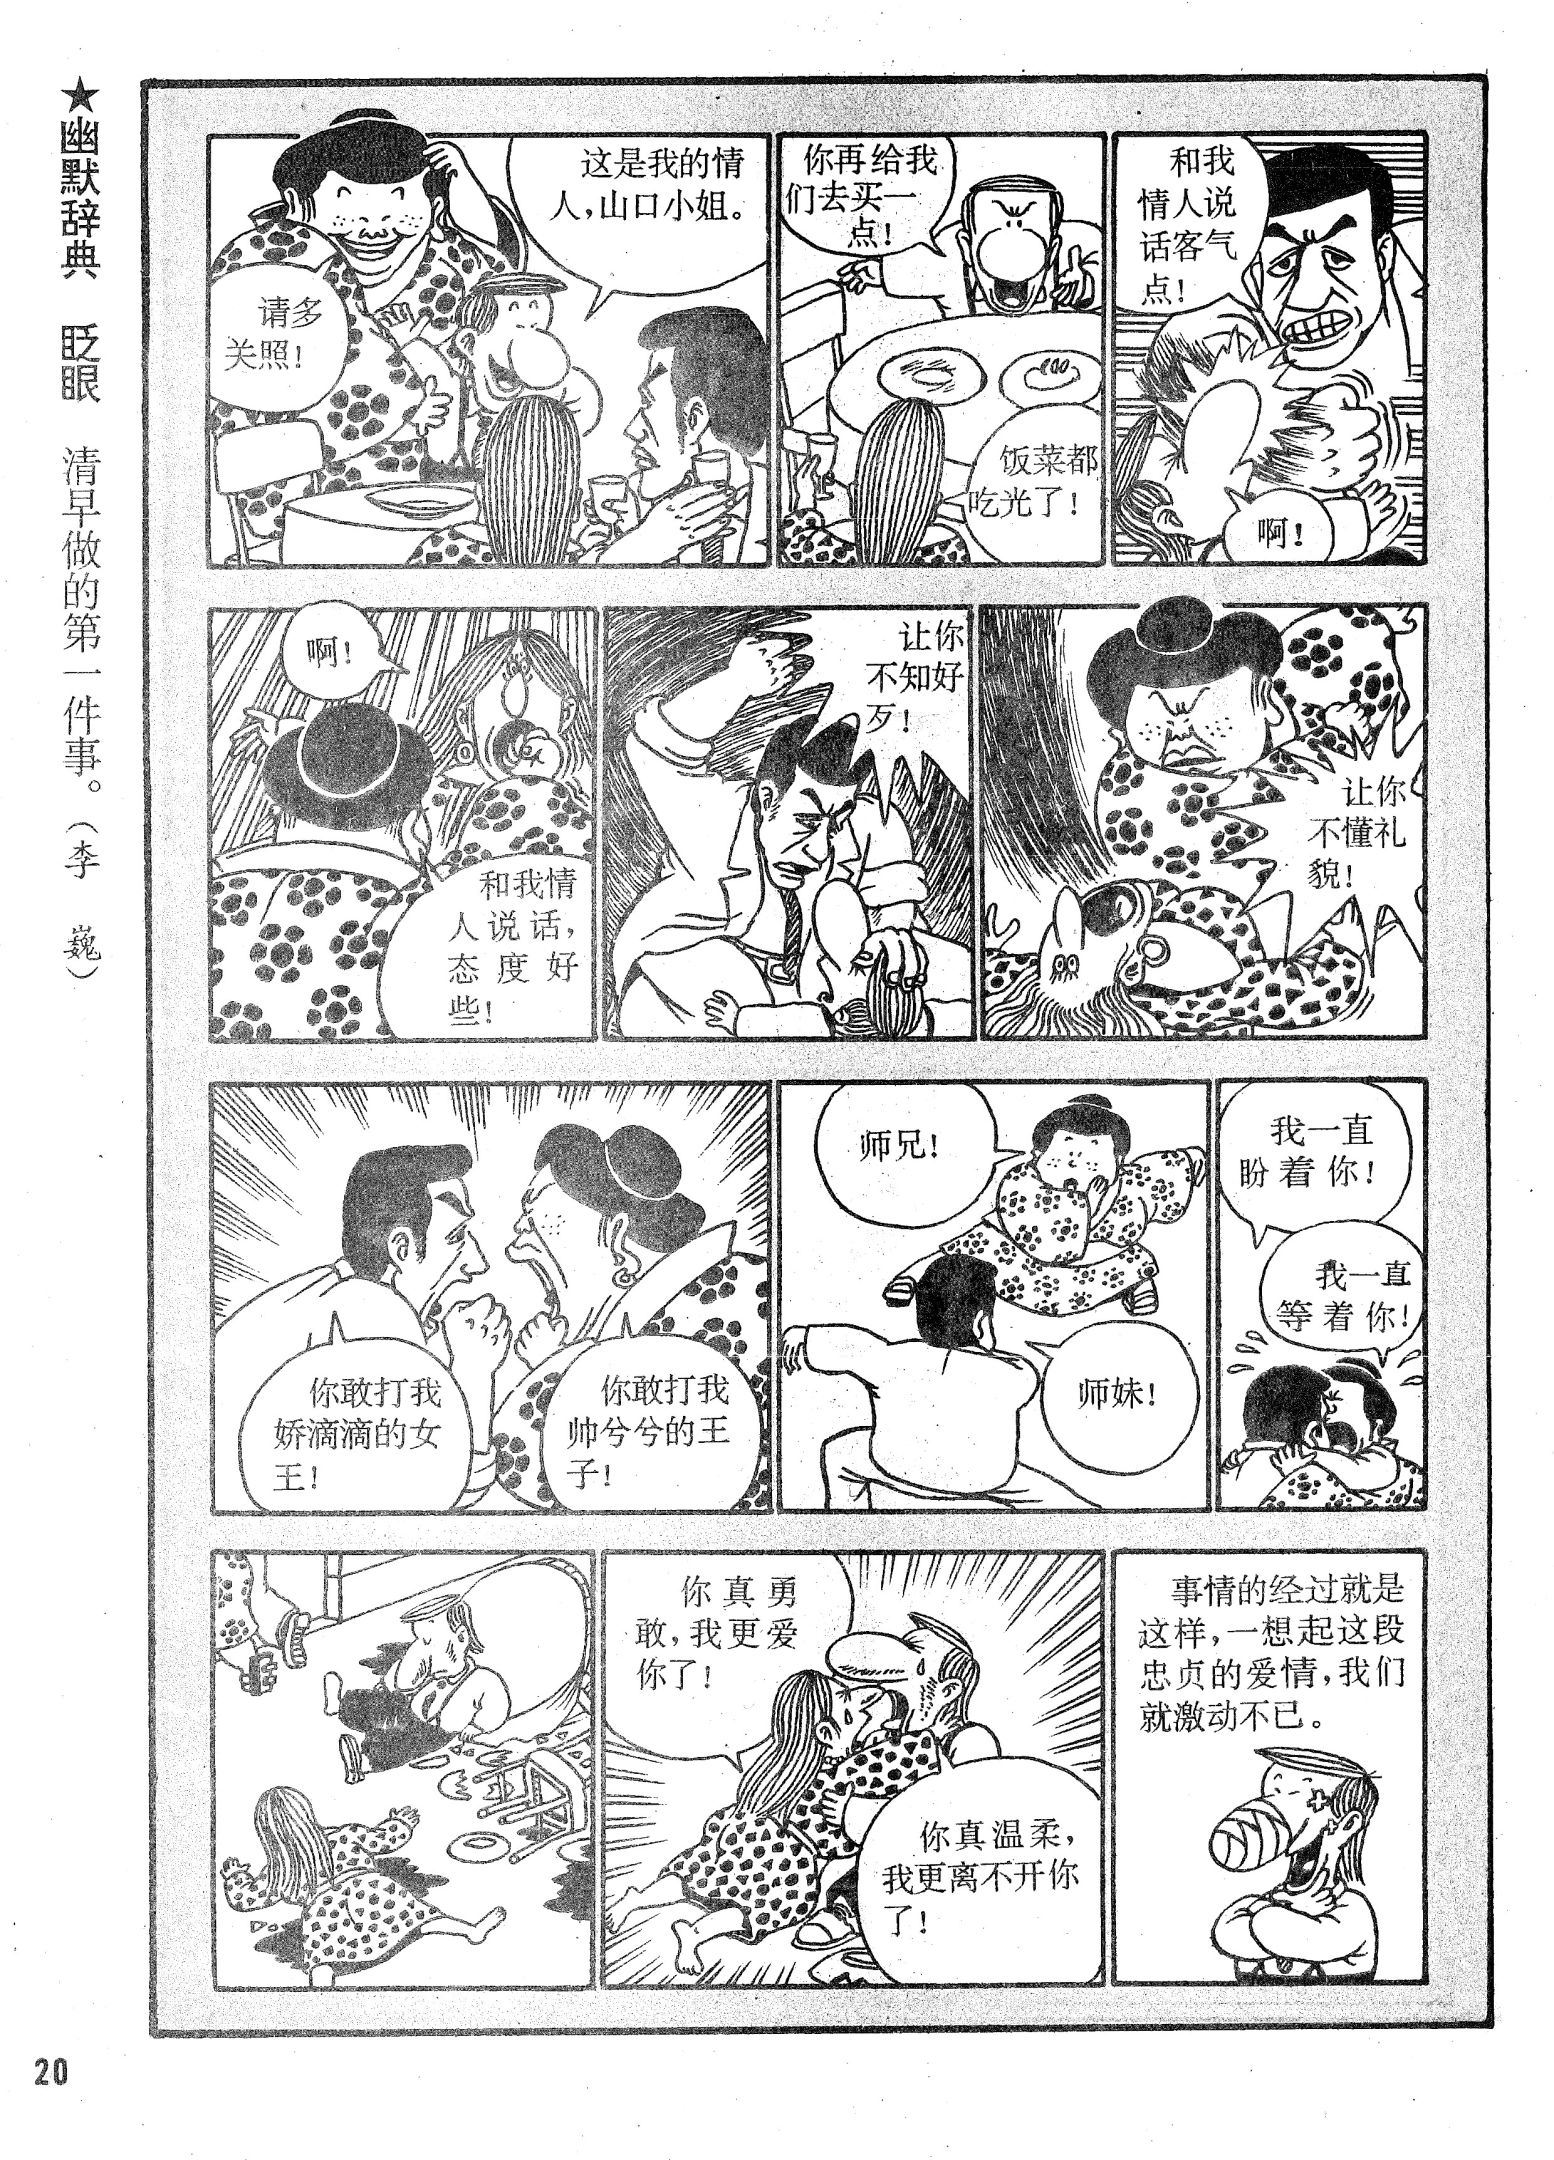 ★幽默辞典 眨眼 清早做的第一件事。（李 巍）
这是我的情
人，山口小姐。
请多
关照！
你再给我
们去买一
点！
饭菜都
吃光了！
和我
情人说
话客气
点！
啊！
啊！
和我情
人说话，
态度好
些！
让你
不知好
歹！
让你
不懂礼
貌！
你敢打我
娇滴滴的女
王！
你敢打我
帅兮兮的王
子！
师兄！
师妹！
我一直
盼着你！
我一直
等着你！
你真勇
敢，我更爱
你了！
你真温柔，
我更离不开你
了！
事情的经过就是
这样，一想起这段
忠贞的爱情，我们
就激动不已。
20